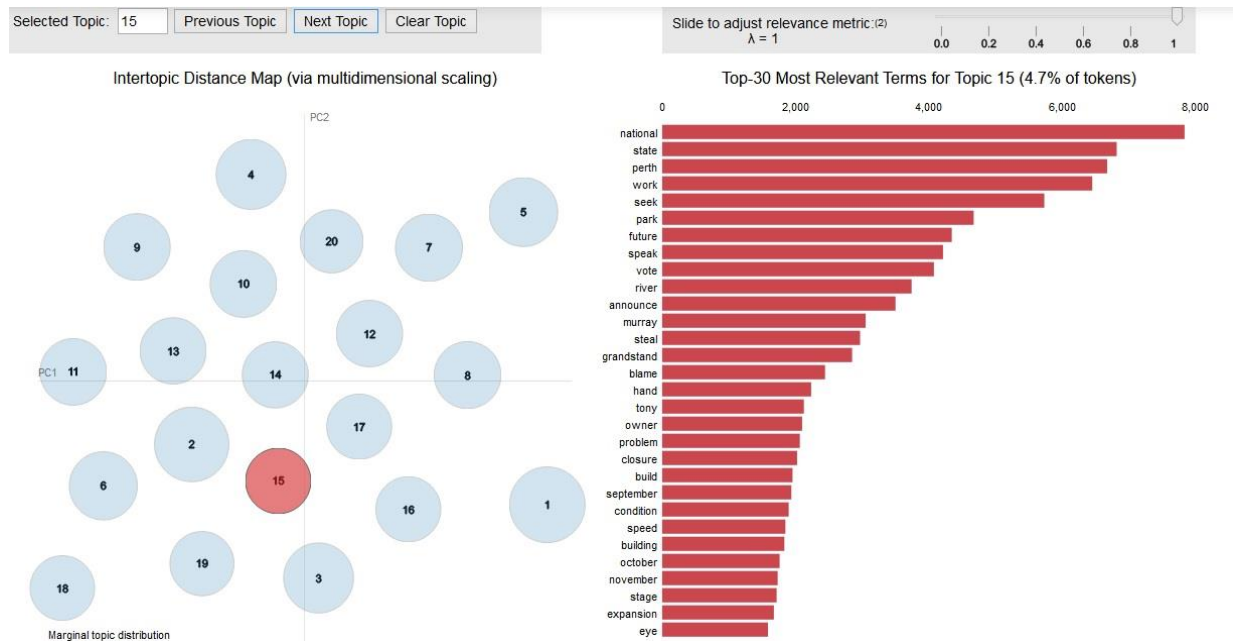 Selected Topic: 15 Previous Topic Next Topic Clear Topic
Slide to adjust relevance metric:(2)
λ = 1
0.0 0.2 0.4 0.6 0.8 1
Intertopic Distance Map (via multidimensional scaling)
PC2
4
5
20
9
7
10
12
13
PC1 11
14
8
17
2
15
6
1
16
19
3
18
Marginal topic distribution
Top-30 Most Relevant Terms for Topic 15 (4.7% of tokens)
0 2,000 4,000 6,000 8,000
national
state
perth
work
seek
park
future
speak
vote
river
announce
murray
steal
grandstand
blame
hand
tony
owner
problem
closure
build
september
condition
speed
building
october
november
stage
expansion
eye